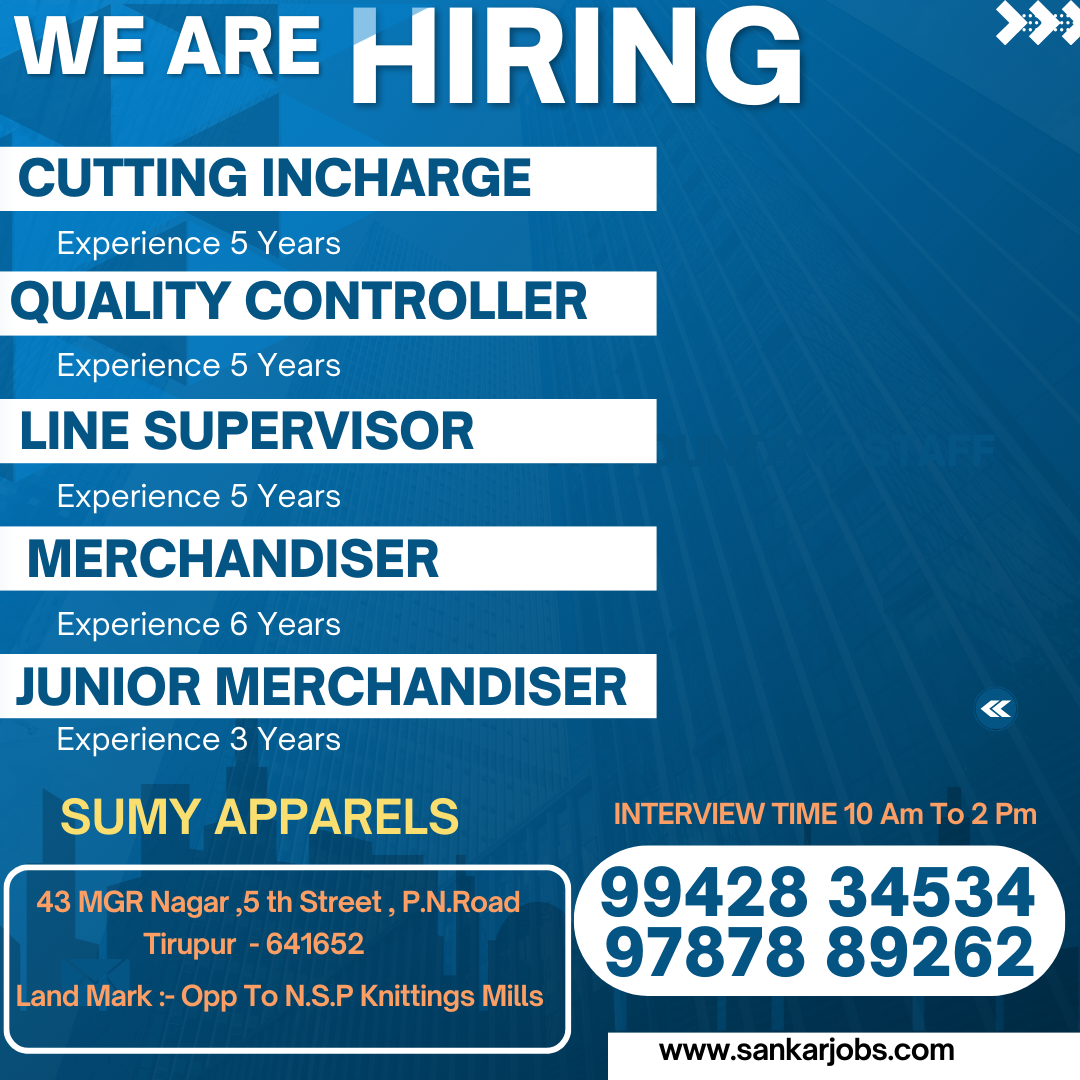 WE ARE HIRING
CUTTING INCHARGE
Experience 5 Years
QUALITY CONTROLLER
Experience 5 Years
LINE SUPERVISOR
STAFF
Experience 5 Years
MERCHANDISER
Experience 6 Years
JUNIOR MERCHANDISER
Experience 3 Years
SUMY APPARELS
43 MGR Nagar ,5 th Street , P.N.Road
Tirupur - 641652
Land Mark :- Opp To N.S.P Knittings Mills
INTERVIEW TIME 10 Am To 2 Pm
99428 34534
97878 89262
www.sankarjobs.com